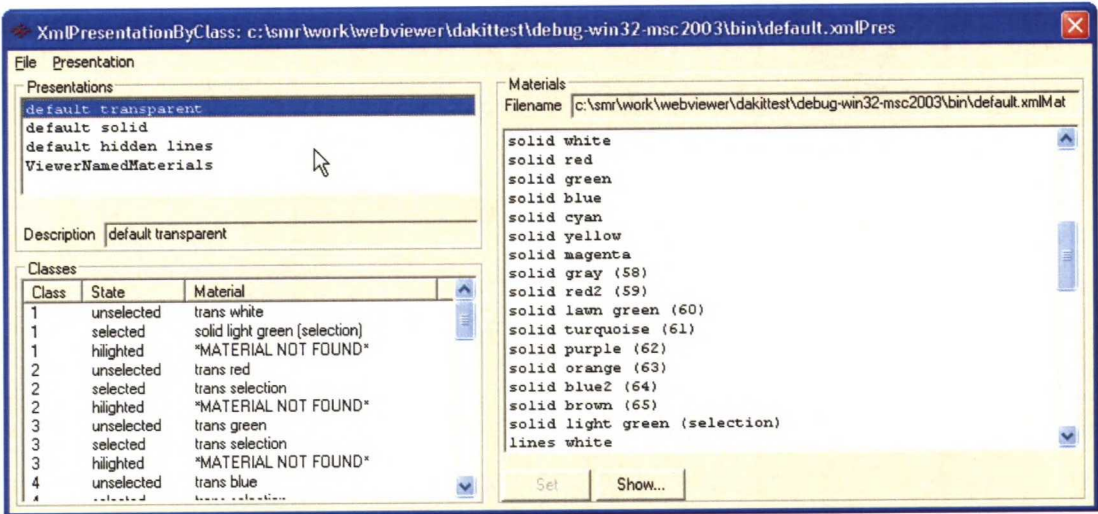 XmlPresentationByClass: c:\smr\work\webviewer\dakittest\debug-win32-msc2003\bin\default.xmlPres
File Presentation
Presentations
default transparent
default solid
default hidden lines
ViewerNamedMaterials
Description default transparent
Classes
Class State Material
1 unselected trans white
1 selected solid light green (selection)
1 hilighted *MATERIAL NOT FOUND*
2 unselected trans red
2 selected trans selection
2 hilighted *MATERIAL NOT FOUND*
3 unselected trans green
3 selected trans selection
3 hilighted *MATERIAL NOT FOUND*
4 unselected trans blue
Materials
Filename c:\smr\work\webviewer\dakittest\debug-win32-msc2003\bin\default.xmlMat
solid white
solid red
solid green
solid blue
solid cyan
solid yellow
solid magenta
solid gray (58)
solid red2 (59)
solid lawn green (60)
solid turquoise (61)
solid purple (62)
solid orange (63)
solid blue2 (64)
solid brown (65)
solid light green (selection)
lines white
Set Show...